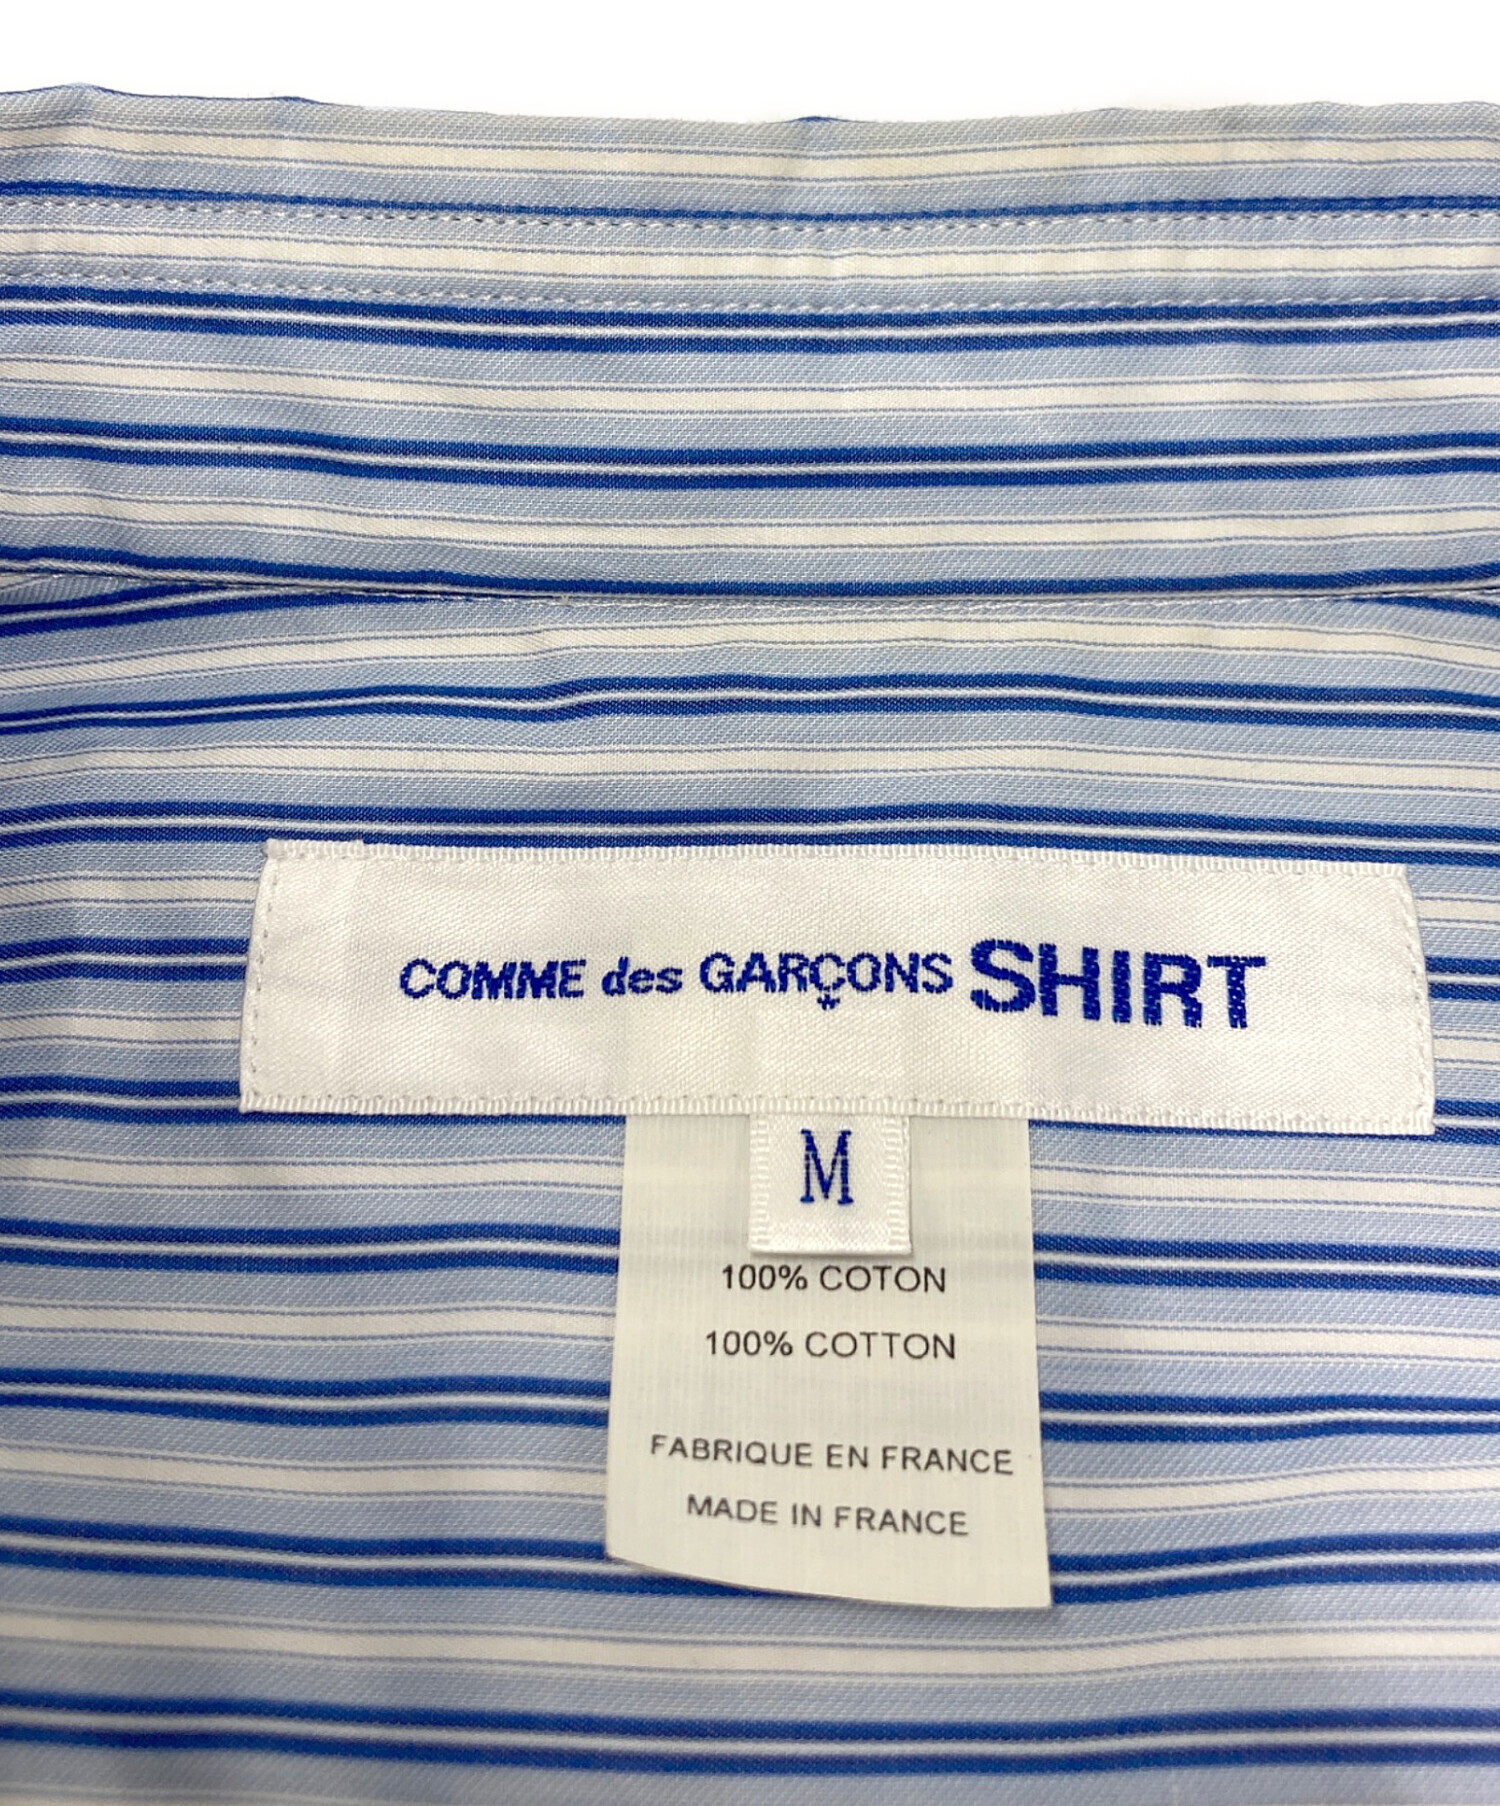 COMME des GARÇONS SHIRT
M
100% COTON
100% COTTON
FABRIQUE EN FRANCE
MADE IN FRANCE